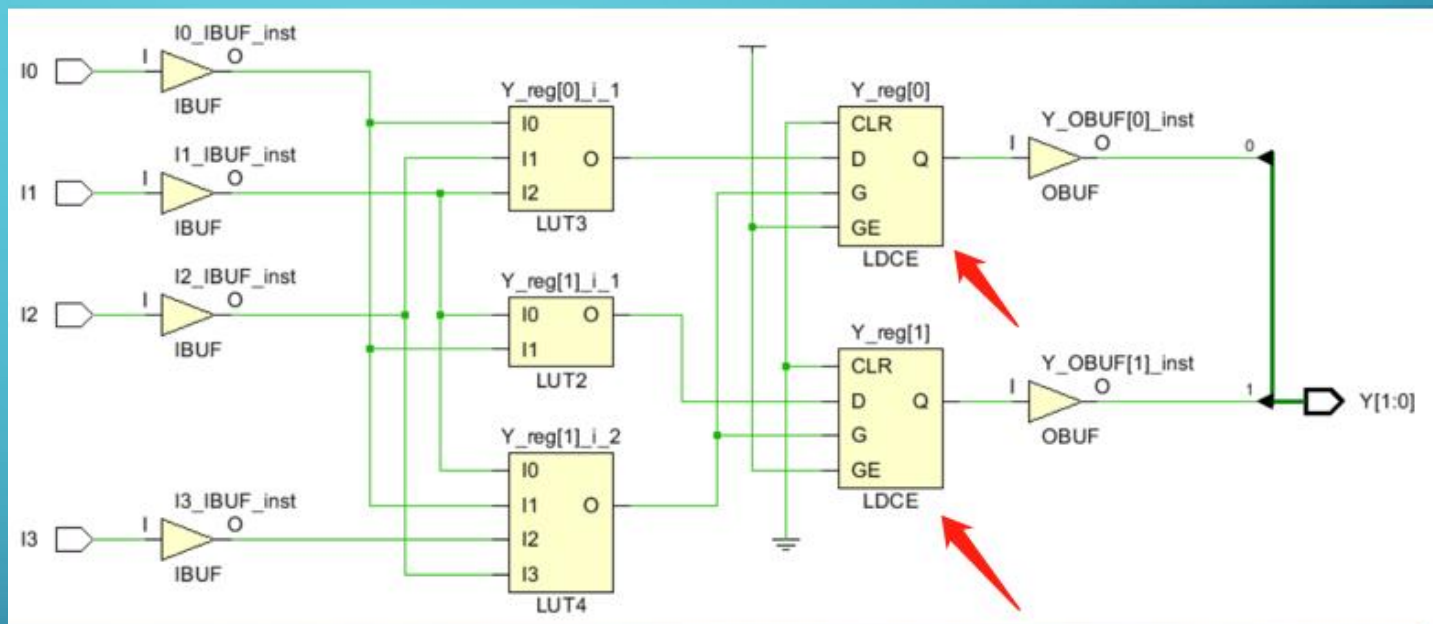 I0_IBUF_inst
I0
I
O
IBUF
I1_IBUF_inst
I1
I
O
IBUF
I2_IBUF_inst
I2
I
O
IBUF
I3_IBUF_inst
I3
I
O
IBUF
Y_reg[0]_i_1
I0
I1
O
I2
LUT3
Y_reg[1]_i_1
I0
O
I1
LUT2
Y_reg[1]_i_2
I0
I1
O
I2
I3
LUT4
Y_reg[0]
CLR
D
Q
G
GE
LDCE
Y_reg[1]
CLR
D
Q
G
GE
LDCE
Y_OBUF[0]_inst
I
O
OBUF
0
Y_OBUF[1]_inst
I
O
OBUF
1
Y[1:0]